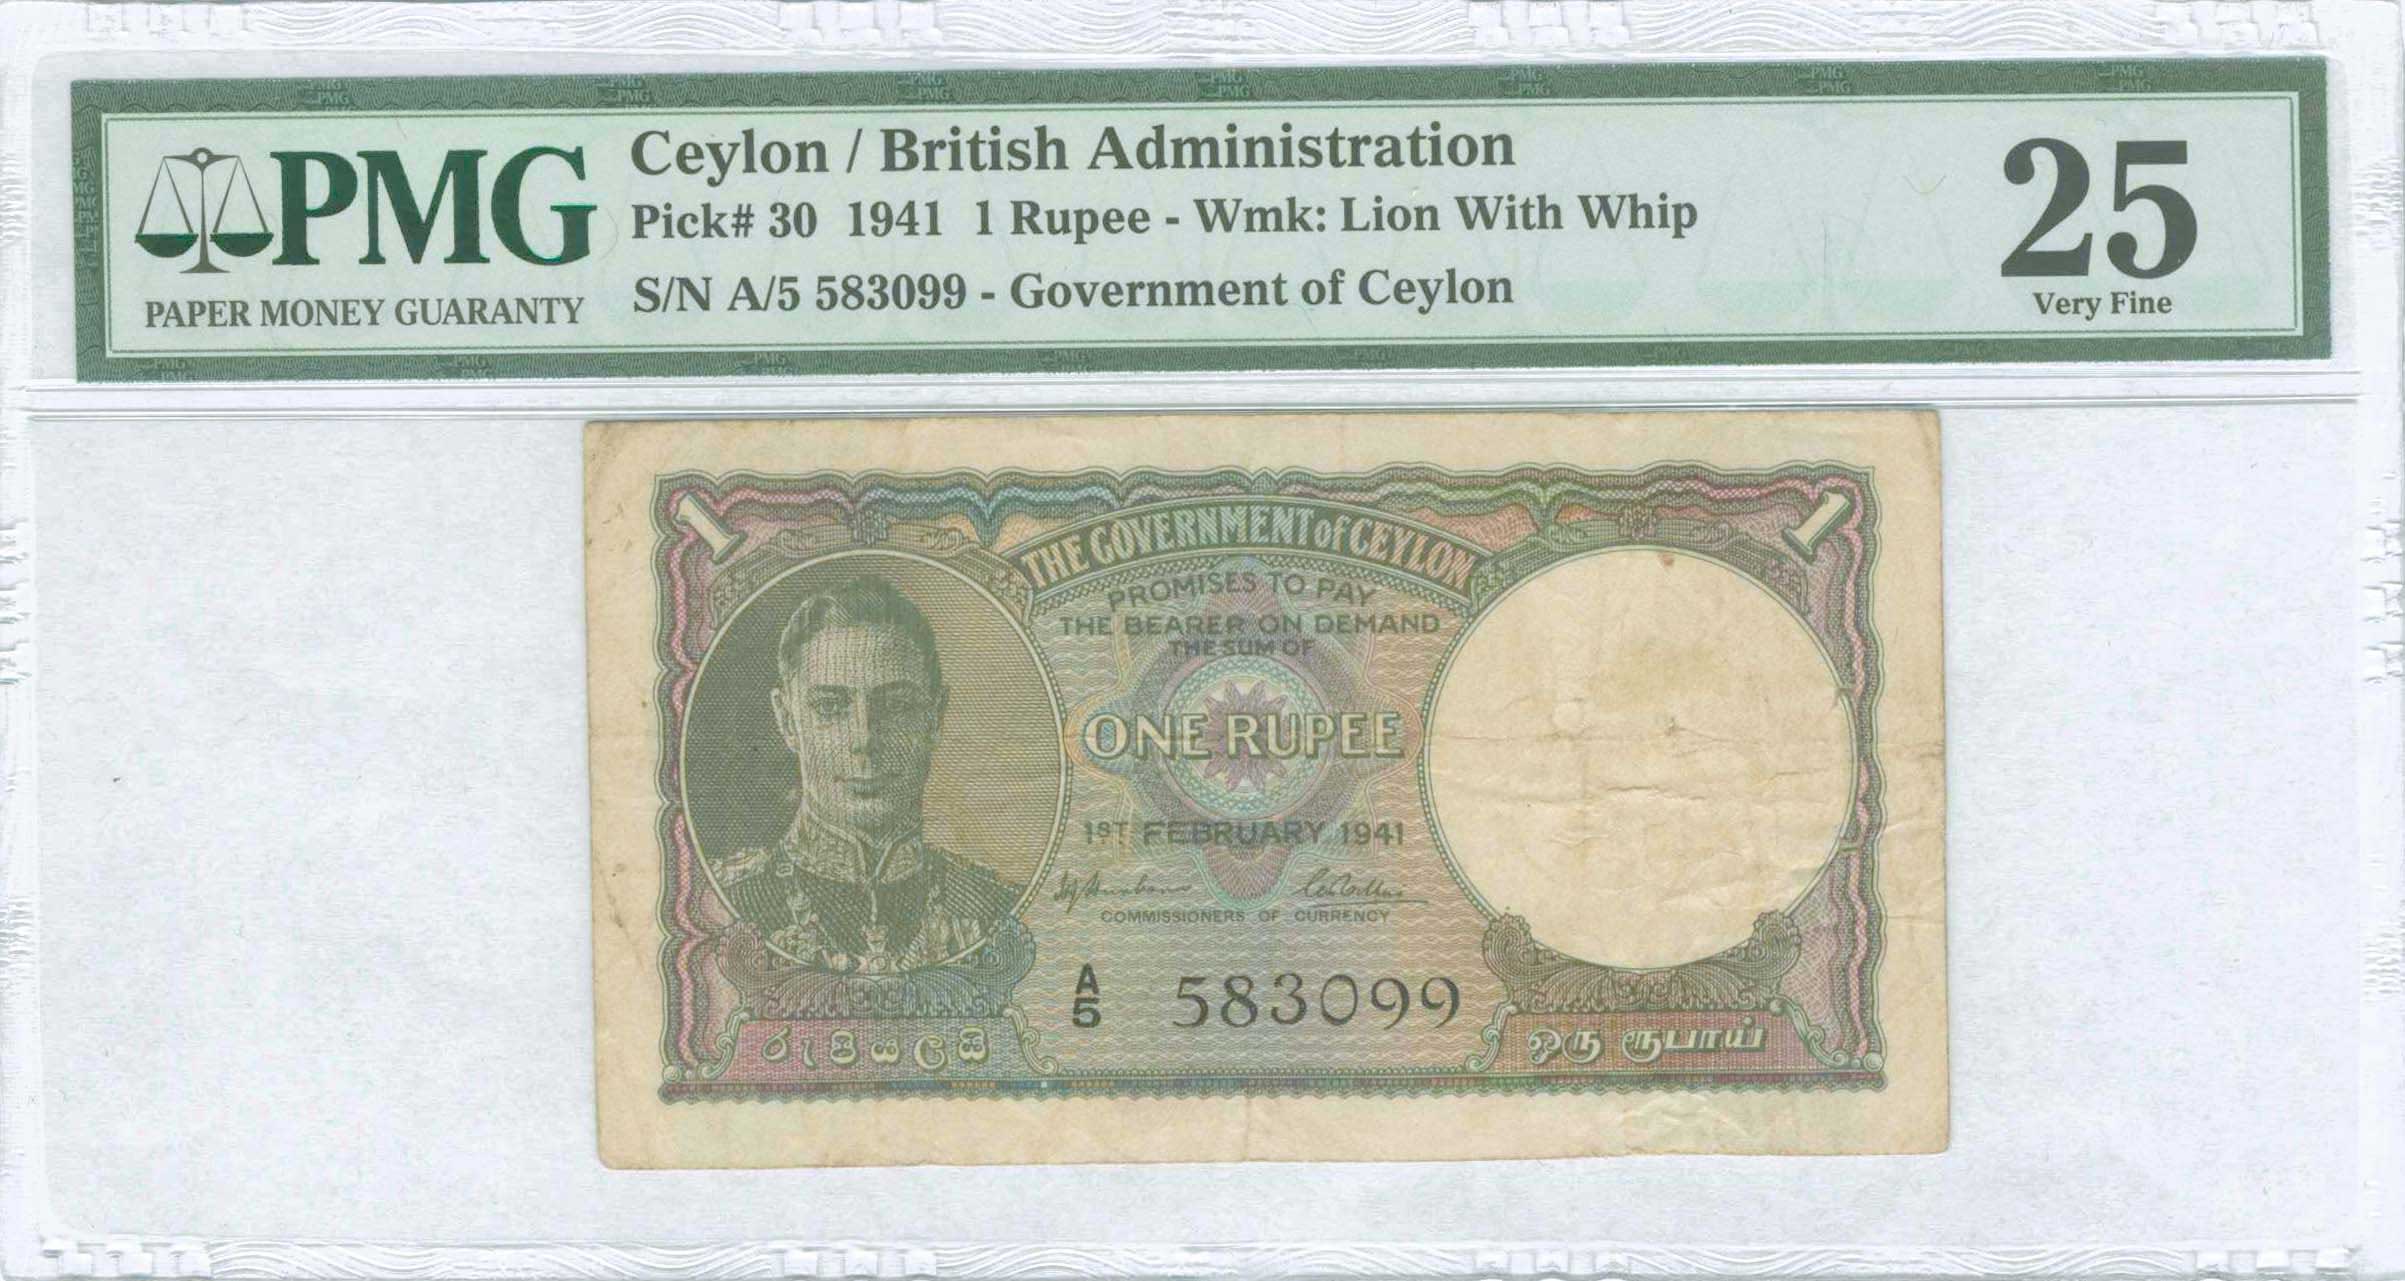 PMG
PAPER MONEY GUARANTY
Ceylon / British Administration
Pick# 30 1941 1 Rupee - Wmk: Lion With Whip
S/N A/5 583099 - Government of Ceylon
25
Very Fine
1
1
THE GOVERNMENT OF CEYLON
PROMISES TO PAY
THE BEARER ON DEMAND
THE SUM OF
ONE RUPEE
1ST FEBRUARY 1941
COMMISSIONERS OF CURRENCY
A/5 583099
රුපියලයි
ஒரு ரூபாய்